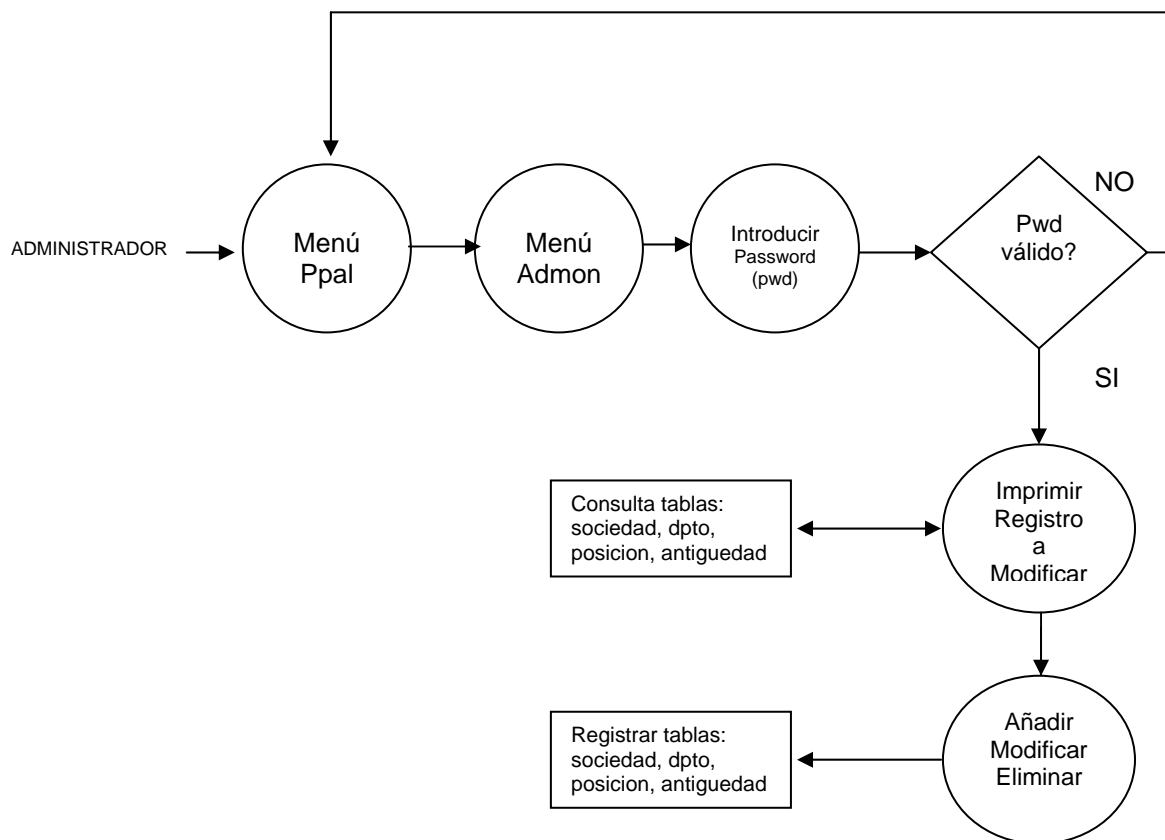 ADMINISTRADOR
Menú
Ppal
Menú
Admon
Introducir
Password
(pwd)
Pwd
válido?
NO
SI
Consulta tablas:
sociedad, dpto,
posicion, antiguedad
Imprimir
Registro
a
Modificar
Registrar tablas:
sociedad, dpto,
posicion, antiguedad
Añadir
Modificar
Eliminar